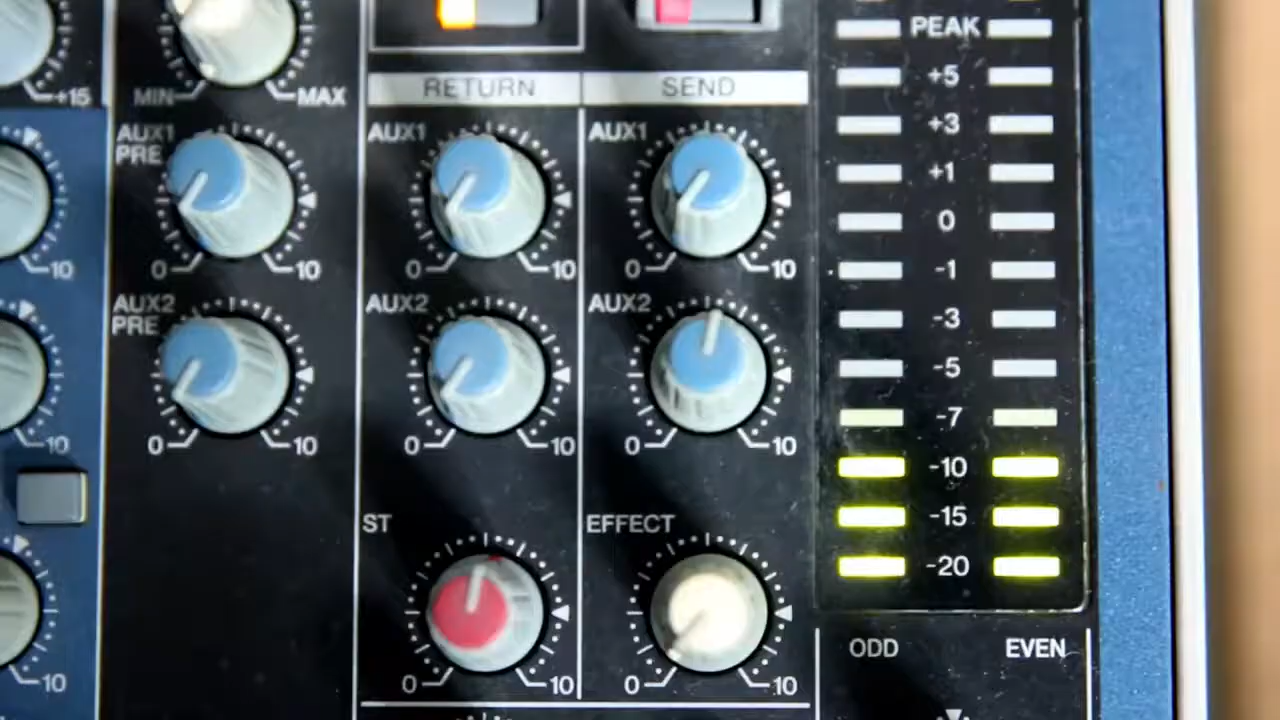 +15
MIN MAX
RETURN SEND
PEAK
+5
+3
+1
0
-1
-3
-5
-7
-10
-15
-20
ODD EVEN
AUX1
PRE
0 10
AUX2
PRE
0 10
AUX1
0 10
AUX2
0 10
ST
0 10
AUX1
0 10
AUX2
0 10
EFFECT
0 10
10
10
10